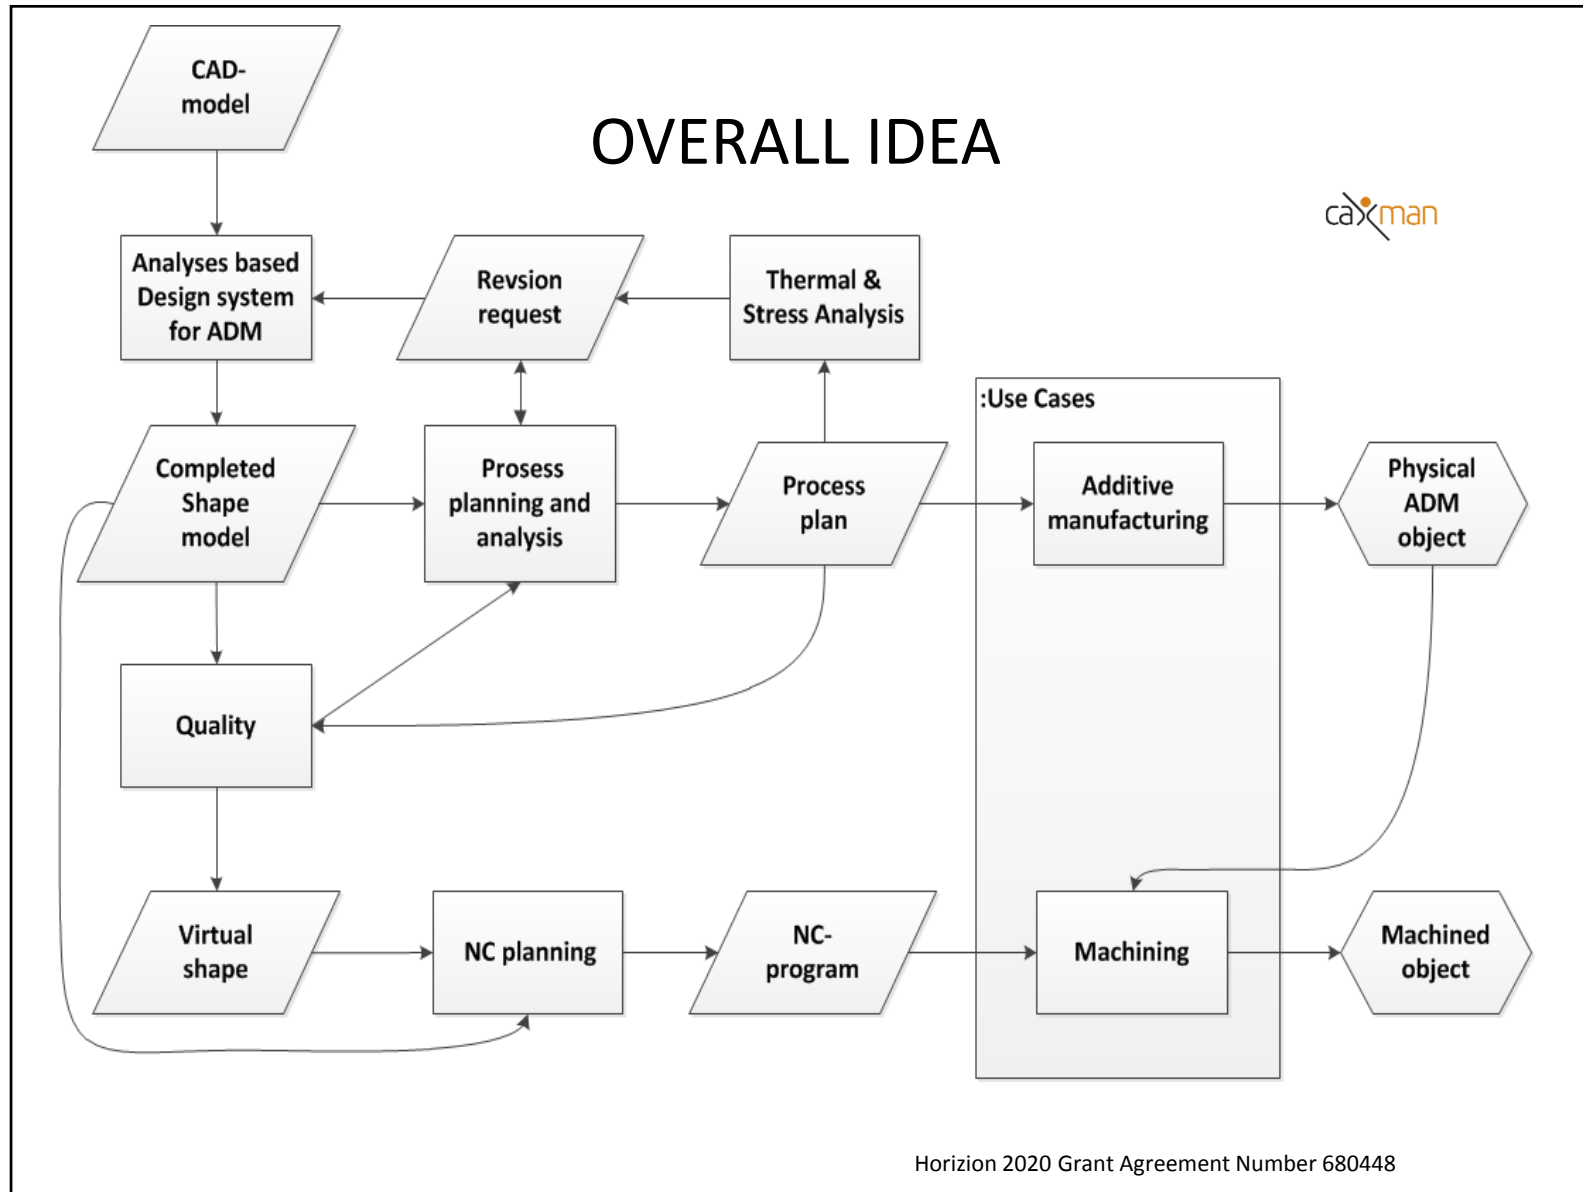 CAD-
model
OVERALL IDEA
caxman
Analyses based
Design system
for ADM
Revsion
request
Thermal &
Stress Analysis
:Use Cases
Completed
Shape
model
Prosess
planning and
analysis
Process
plan
Additive
manufacturing
Physical
ADM
object
Quality
Virtual
shape
NC planning
NC-
program
Machining
Machined
object
Horizion 2020 Grant Agreement Number 680448